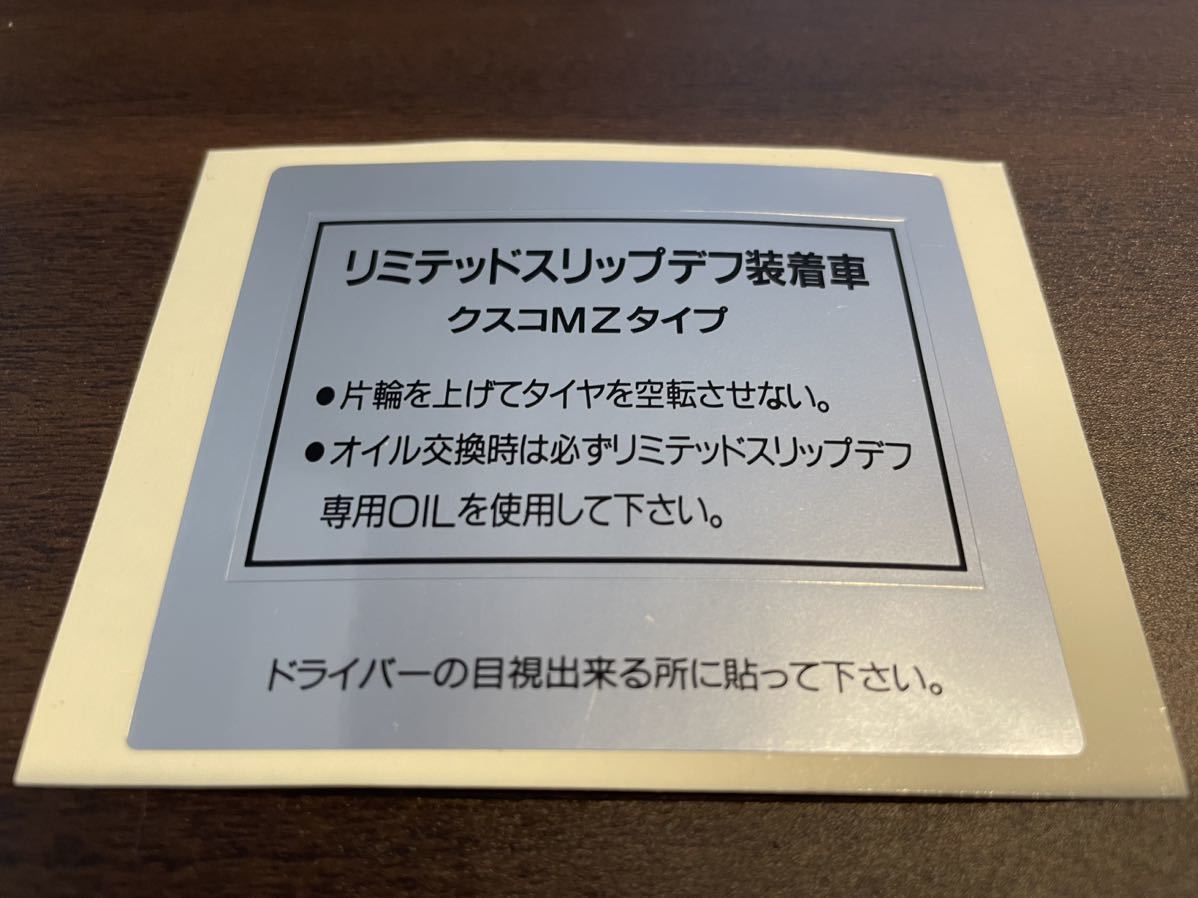 リミテッドスリップデフ装着車
クスコMZタイプ
●片輪を上げてタイヤを空転させない。
●オイル交換時は必ずリミテッドスリップデフ
専用OILを使用して下さい。
ドライバーの目視出来る所に貼って下さい。